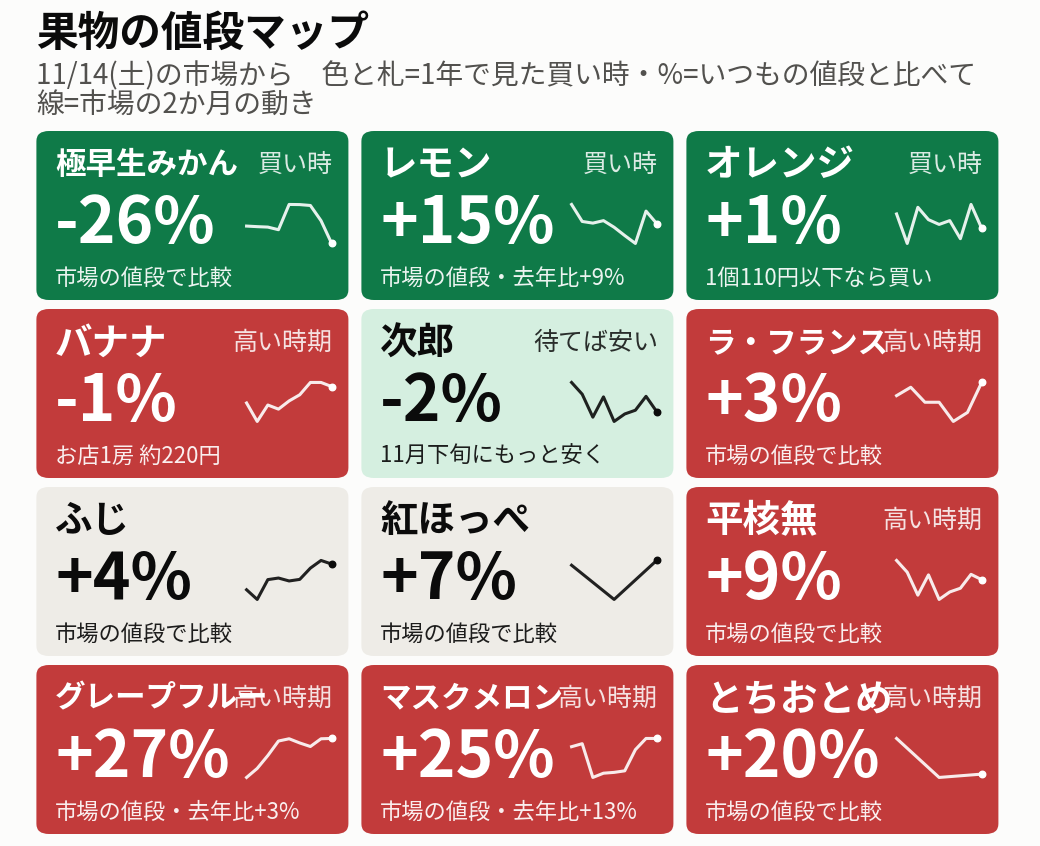 果物の値段マップ
11/14(土)の市場から　色と札=1年で見た買い時・%=いつもの値段と比べて
線=市場の2か月の動き
極早生みかん 買い時
-26%
市場の値段で比較
レモン 買い時
+15%
市場の値段・去年比+9%
オレンジ 買い時
+1%
1個110円以下なら買い
バナナ 高い時期
-1%
お店1房 約220円
次郎 待てば安い
-2%
11月下旬にもっと安く
ラ・フランス 高い時期
+3%
市場の値段で比較
ふじ
+4%
市場の値段で比較
紅ほっぺ
+7%
市場の値段で比較
平核無 高い時期
+9%
市場の値段で比較
グレープフルー 高い時期
+27%
市場の値段・去年比+3%
マスクメロン 高い時期
+25%
市場の値段・去年比+13%
とちおとめ 高い時期
+20%
市場の値段で比較